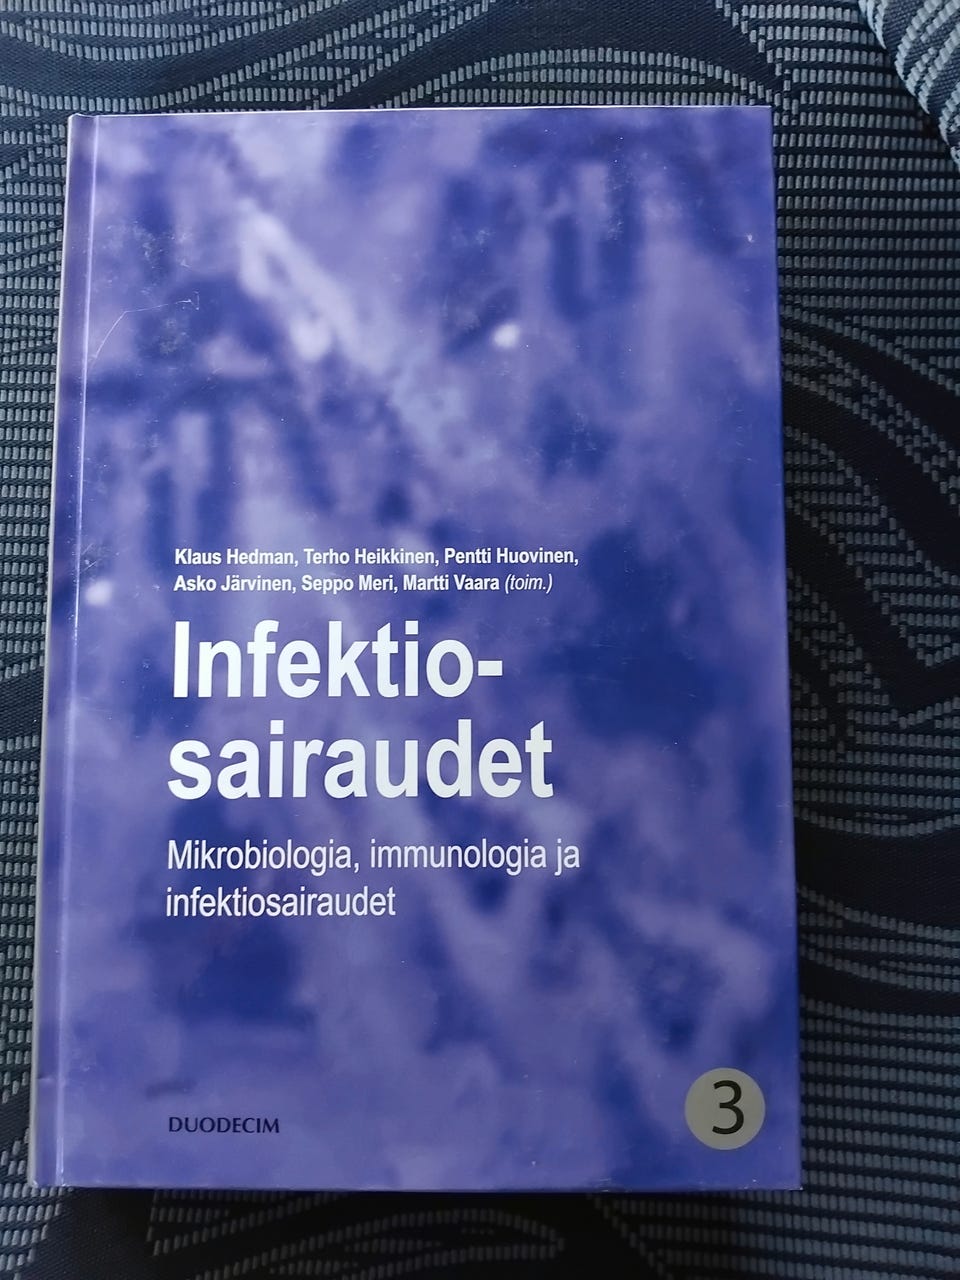 Klaus Hedman, Terho Heikkinen, Pentti Huovinen,
Asko Järvinen, Seppo Meri, Martti Vaara (toim.)
Infektio-
sairaudet
Mikrobiologia, immunologia ja
infektiosairaudet
DUODECIM
3